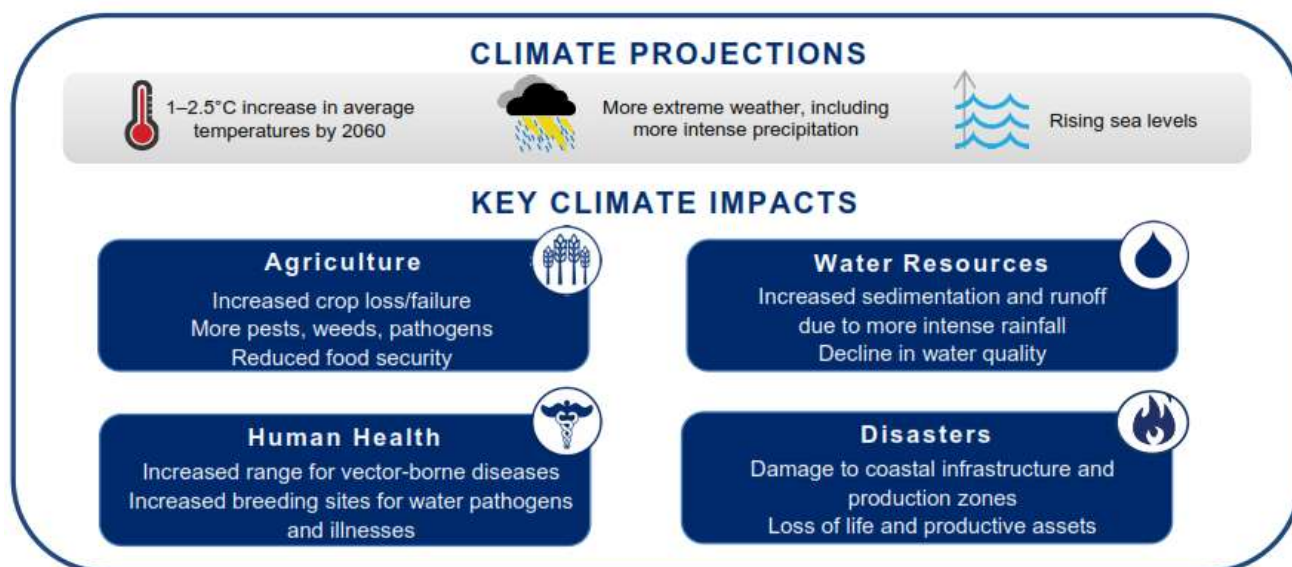 CLIMATE PROJECTIONS
1–2.5°C increase in average
temperatures by 2060
More extreme weather, including
more intense precipitation
Rising sea levels
KEY CLIMATE IMPACTS
Agriculture
Increased crop loss/failure
More pests, weeds, pathogens
Reduced food security
Water Resources
Increased sedimentation and runoff
due to more intense rainfall
Decline in water quality
Human Health
Increased range for vector-borne diseases
Increased breeding sites for water pathogens
and illnesses
Disasters
Damage to coastal infrastructure and
production zones
Loss of life and productive assets